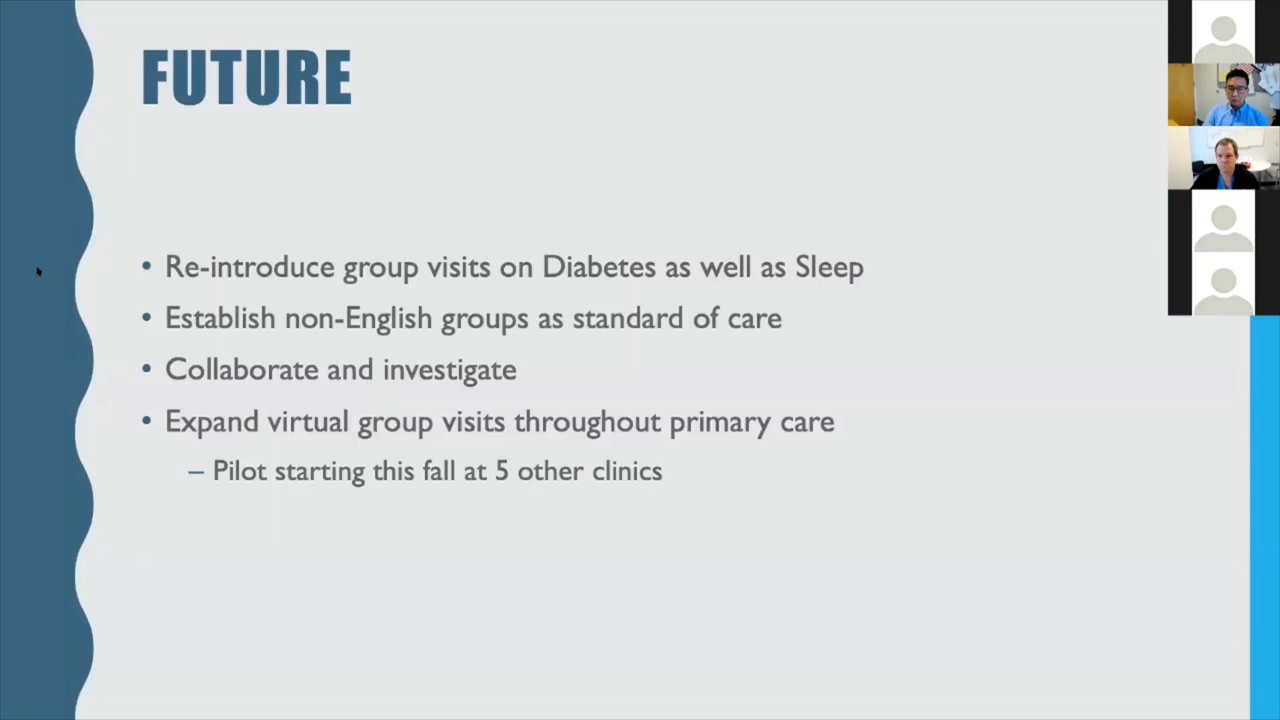 FUTURE
• Re-introduce group visits on Diabetes as well as Sleep
• Establish non-English groups as standard of care
• Collaborate and investigate
• Expand virtual group visits throughout primary care
– Pilot starting this fall at 5 other clinics